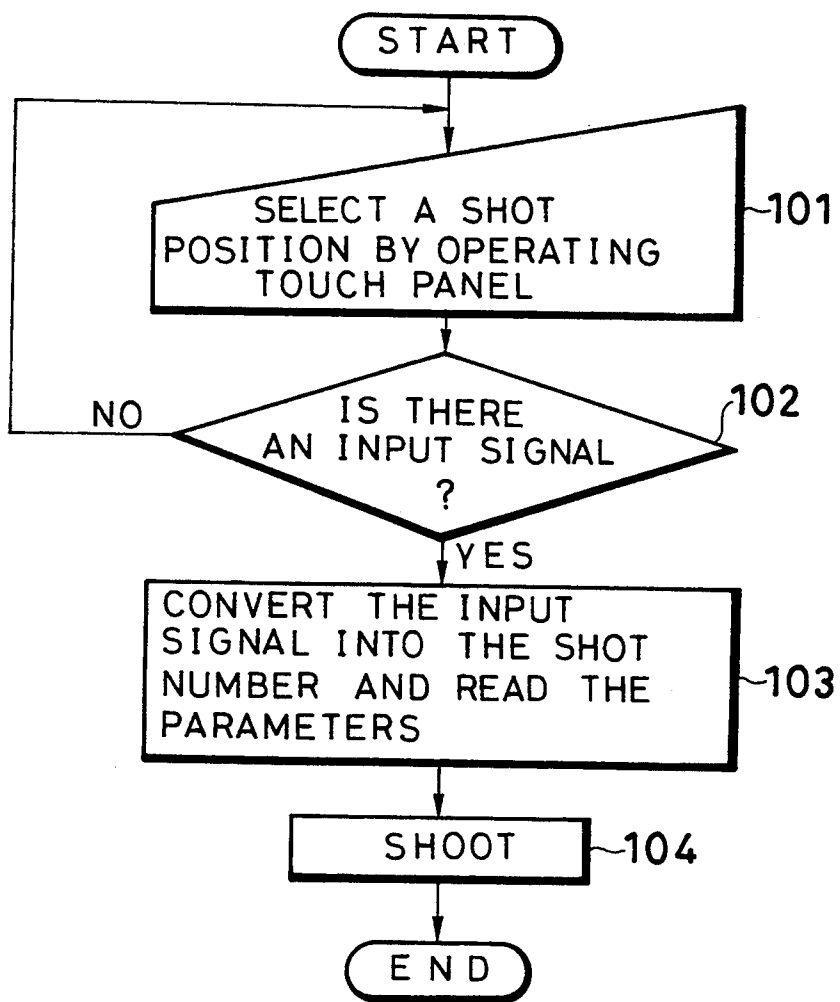 START
SELECT A SHOT
POSITION BY OPERATING
TOUCH PANEL
101
IS THERE
AN INPUT SIGNAL
?
102
NO
YES
CONVERT THE INPUT
SIGNAL INTO THE SHOT
NUMBER AND READ THE
PARAMETERS
103
SHOOT
104
END